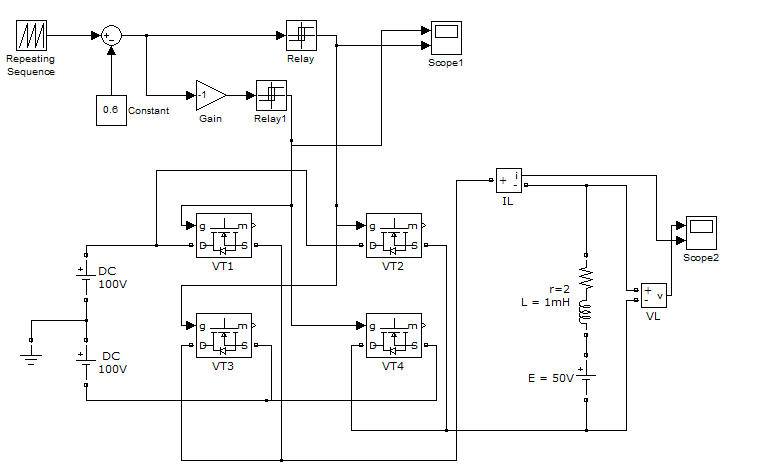 Repeating
Sequence
+
-
0.6
Constant
-1
Gain
Relay
Relay1
Scope1
+
i
-
IL
Scope2
g
m
D
S
VT1
g
m
D
S
VT2
+
DC
100V
g
m
D
S
VT3
g
m
D
S
VT4
+
DC
100V
r=2
L = 1mH
+
-
v
VL
+
E = 50V